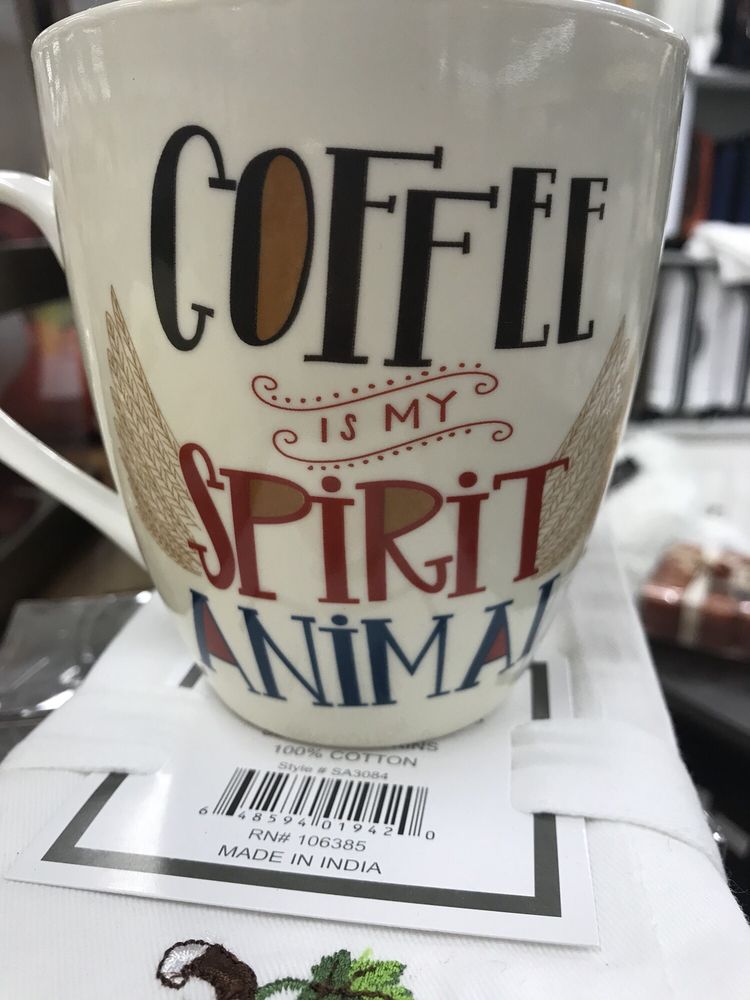 COFFEE
IS MY
SPiRiT
ANiMAL
100% COTTON
Style # SA3084
6 48594 01942 0
RN# 106385
MADE IN INDIA